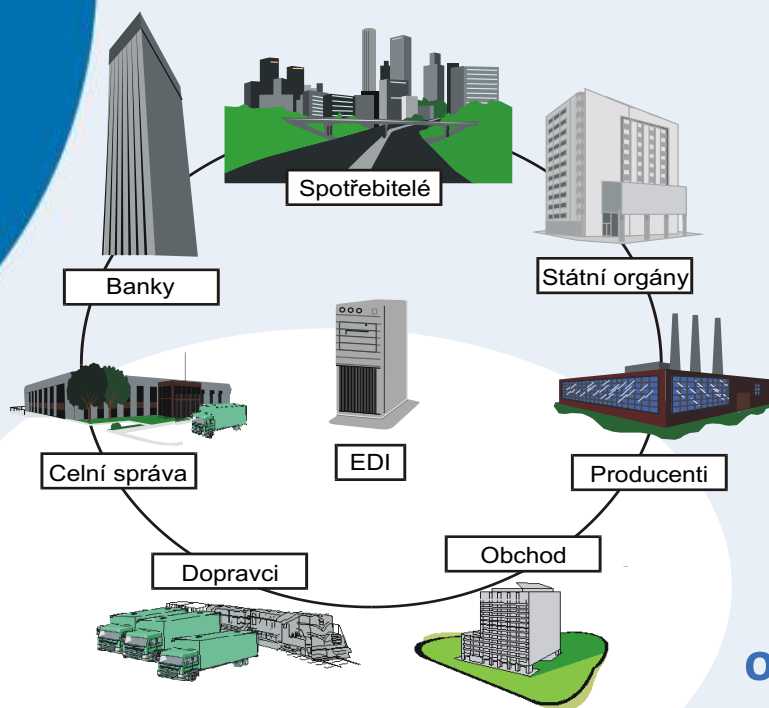 Spotřebitelé
Banky
Státní orgány
EDI
Celní správa
Producenti
Obchod
Dopravci